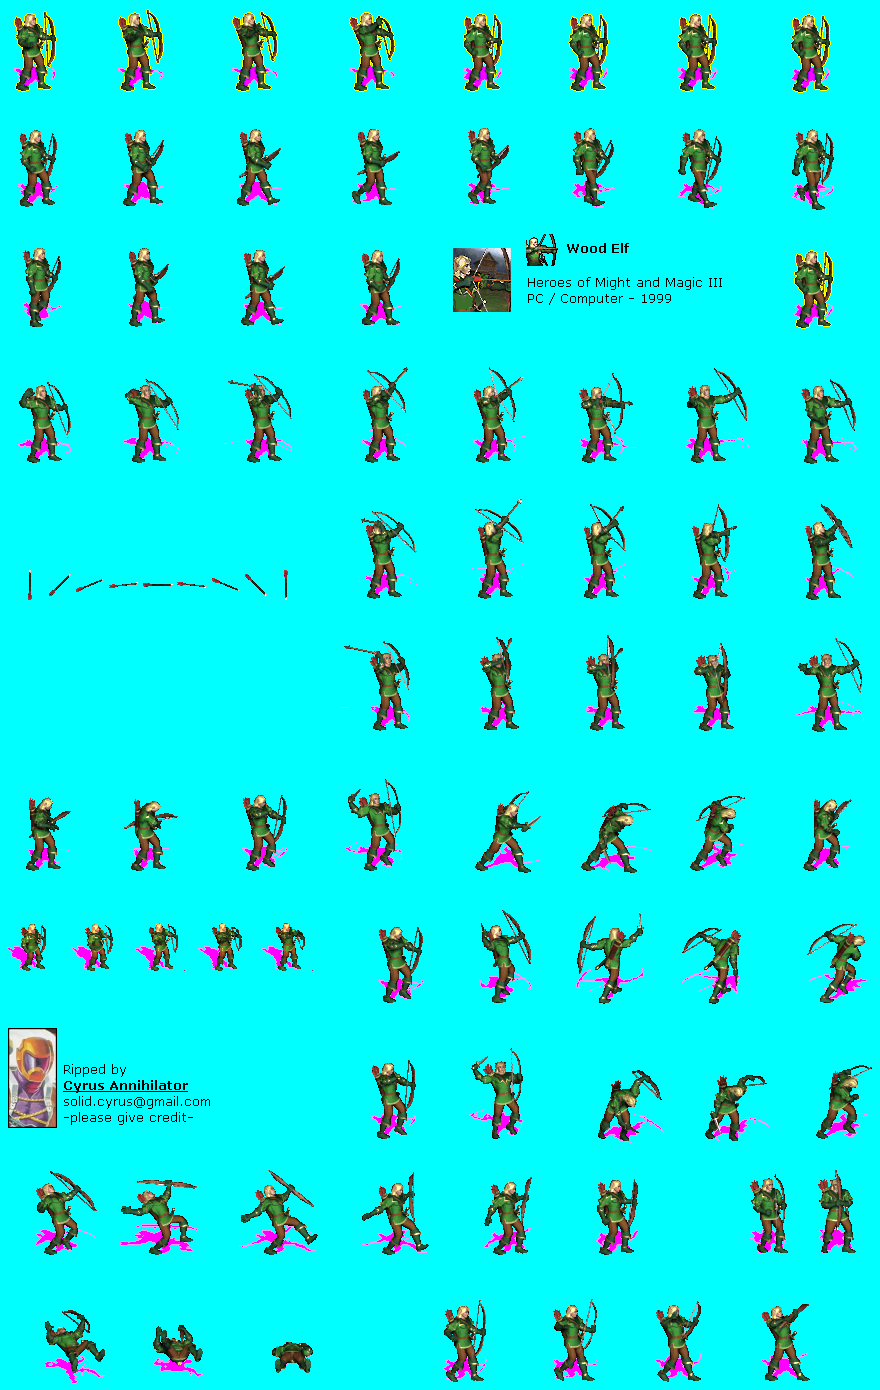 Wood Elf
Heroes of Might and Magic III
PC / Computer - 1999
Ripped by
Cyrus Annihilator
solid.cyrus@gmail.com
-please give credit-